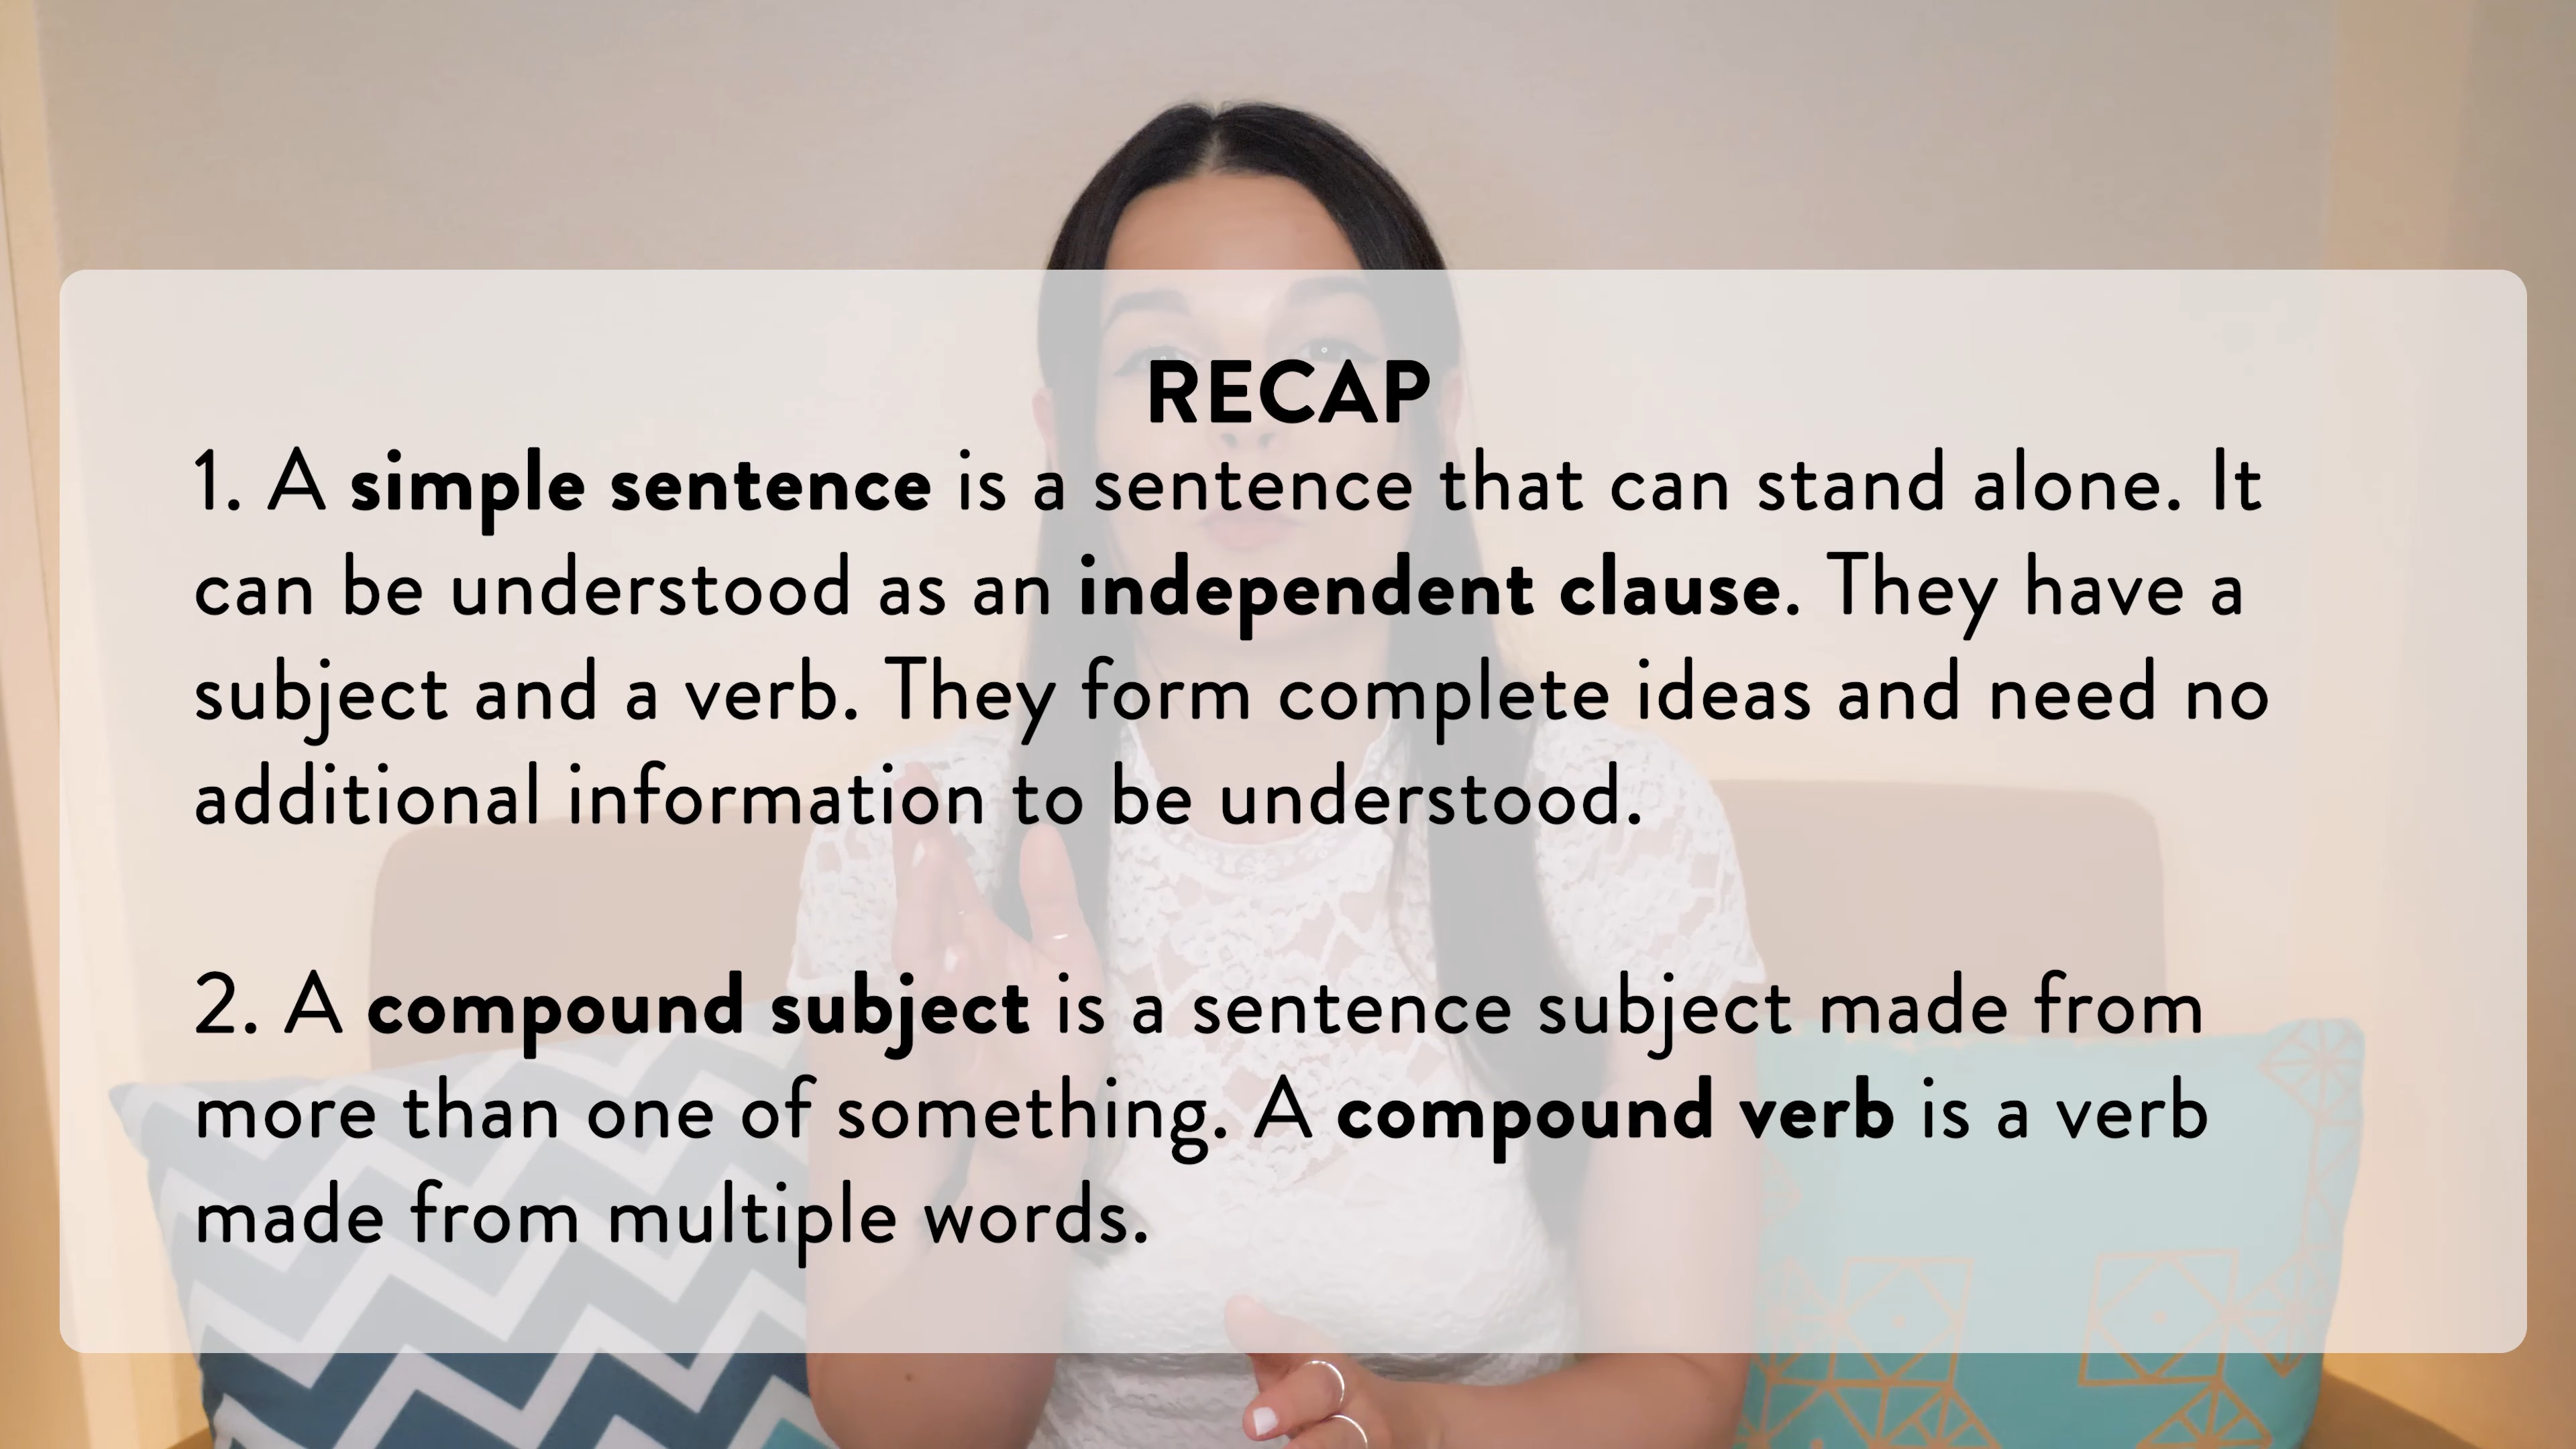 RECAP
1. A simple sentence is a sentence that can stand alone. It
can be understood as an independent clause. They have a
subject and a verb. They form complete ideas and need no
additional information to be understood.
2. A compound subject is a sentence subject made from
more than one of something. A compound verb is a verb
made from multiple words.